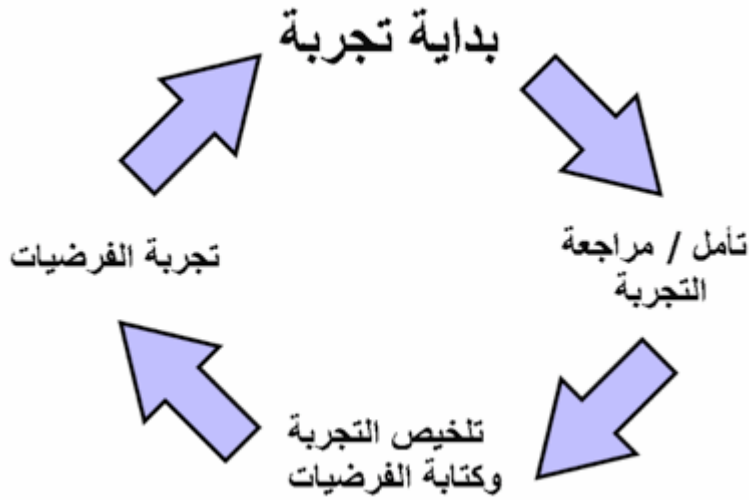 بداية تجربة
تأمل / مراجعة
التجربة
تلخيص التجربة
وكتابة الفرضيات
تجربة الفرضيات